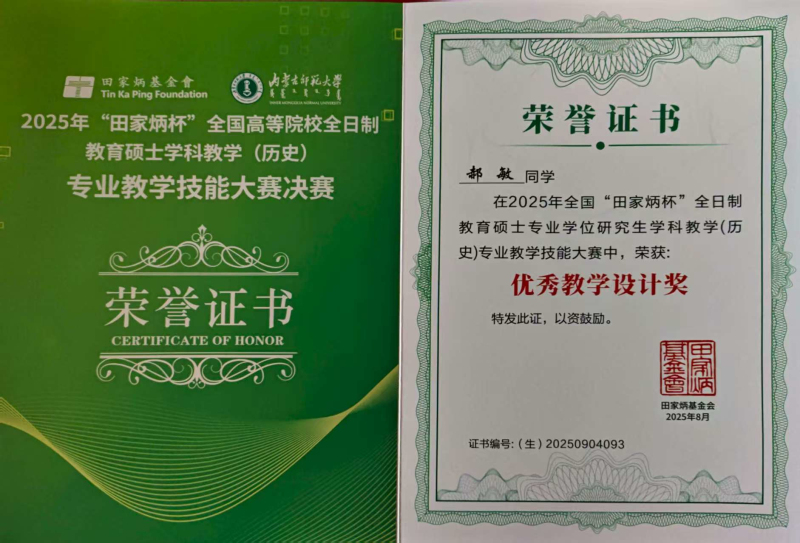 田家炳基金會
Tin Ka Ping Foundation
内蒙古师范大学
INNER MONGOLIA NORMAL UNIVERSITY
2025年“田家炳杯”全国高等院校全日制
教育硕士学科教学（历史）
专业教学技能大赛决赛
荣誉证书
CERTIFICATE OF HONOR
荣誉证书
郝敏同学
在2025年全国“田家炳杯”全日制
教育硕士专业学位研究生学科教学(历
史)专业教学技能大赛中，荣获:
优秀教学设计奖
特发此证，以资鼓励。
田家炳
基金會
田家炳基金会
2025年8月
证书编号:（生）20250904093